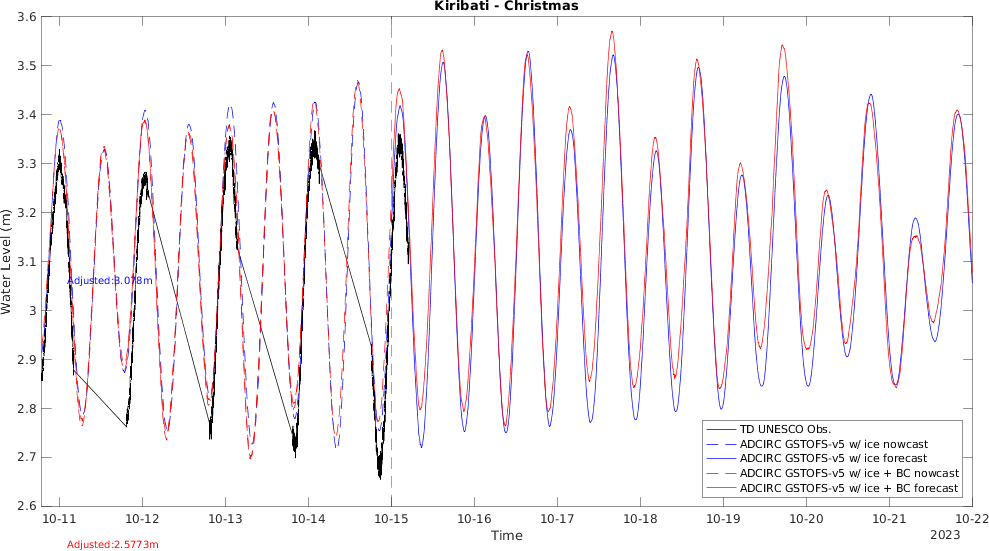 Kiribati - Christmas
3.6
3.5
3.4
3.3
3.2
3.1
3
2.9
2.8
2.7
2.6
Water Level (m)
Adjusted:3.078m
TD UNESCO Obs.
ADCIRC GSTOFS-v5 w/ ice nowcast
ADCIRC GSTOFS-v5 w/ ice forecast
ADCIRC GSTOFS-v5 w/ ice + BC nowcast
ADCIRC GSTOFS-v5 w/ ice + BC forecast
10-11 10-12 10-13 10-14 10-15 10-16 10-17 10-18 10-19 10-20 10-21 10-22
Time
2023
Adjusted:2.5773m